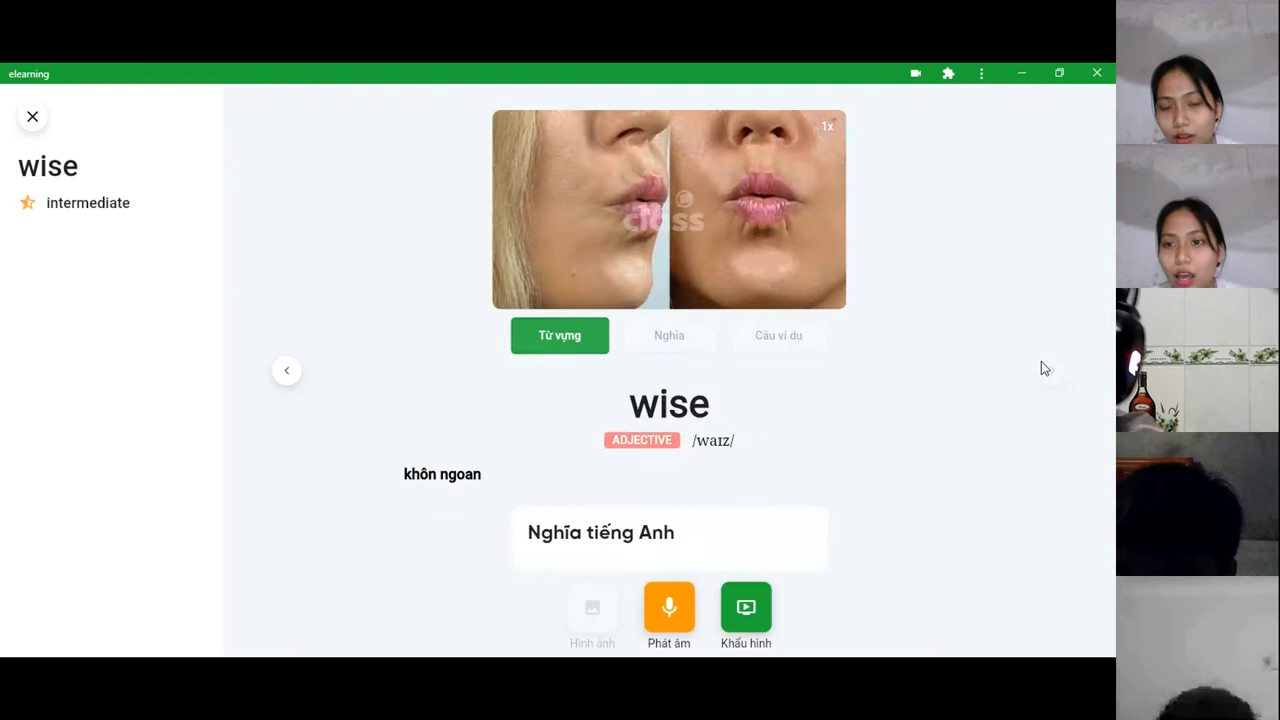 elearning
wise
intermediate
1x
class
Từ vựng
Nghĩa
Câu ví dụ
wise
ADJECTIVE /waɪz/
khôn ngoan
Nghĩa tiếng Anh
Hình ảnh
Phát âm
Khẩu hình